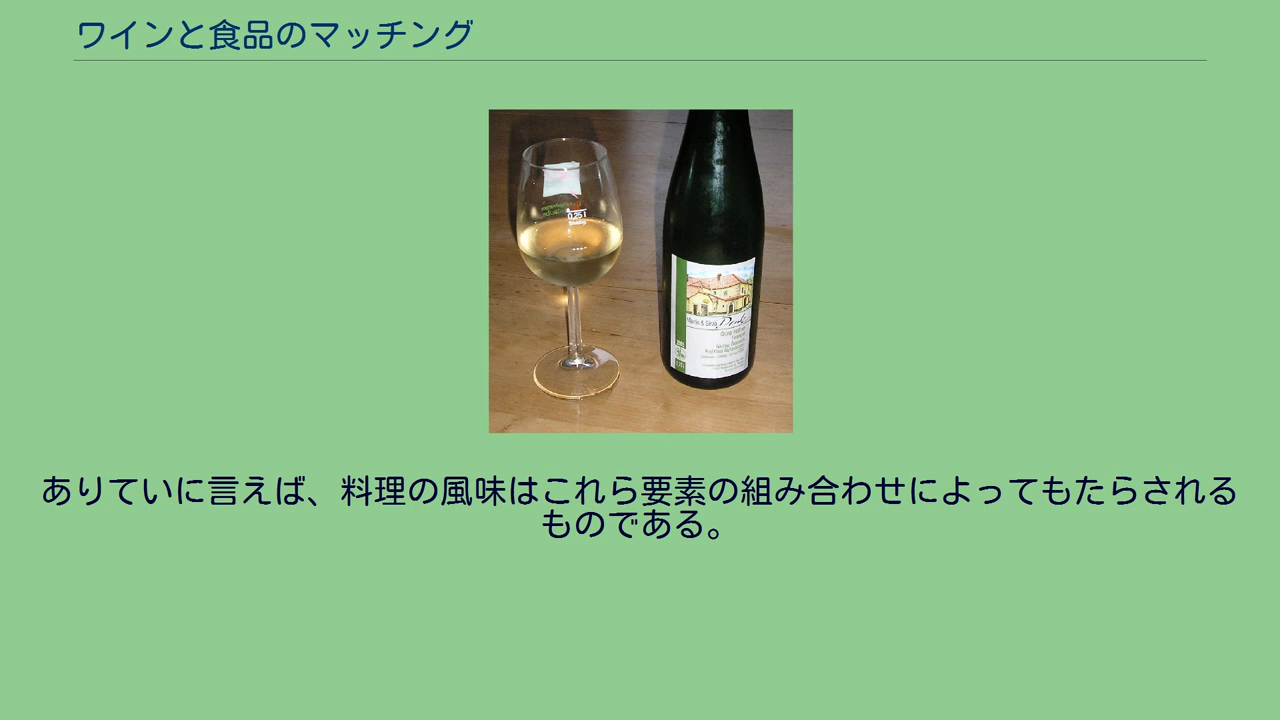 ワインと食品のマッチング
0,25 l
ありていに言えば、料理の風味はこれら要素の組み合わせによってもたらされる
ものである。